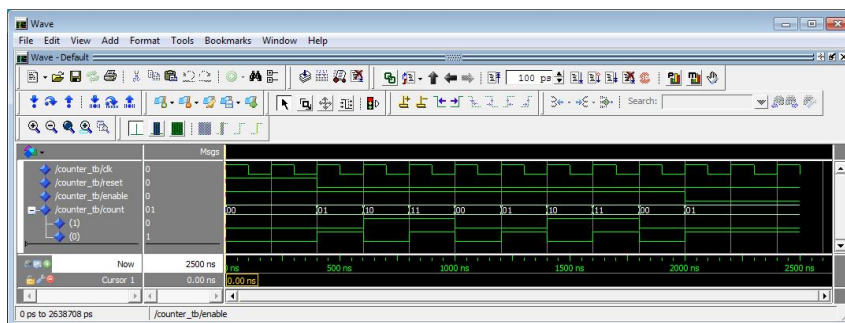 Wave
File Edit View Add Format Tools Bookmarks Window Help
Wave - Default
100 ps
Search:
Msgs
/counter_tb/clk 0
/counter_tb/reset 0
/counter_tb/enable 0
/counter_tb/count 01 00 01 10 11 00 01 10 11 00 01
(1) 0
(0) 1
Now 2500 ns ns 500 ns 1000 ns 1500 ns 2000 ns 2500 ns
Cursor 1 0.00 ns 0.00 ns
0 ps to 2638708 ps /counter_tb/enable